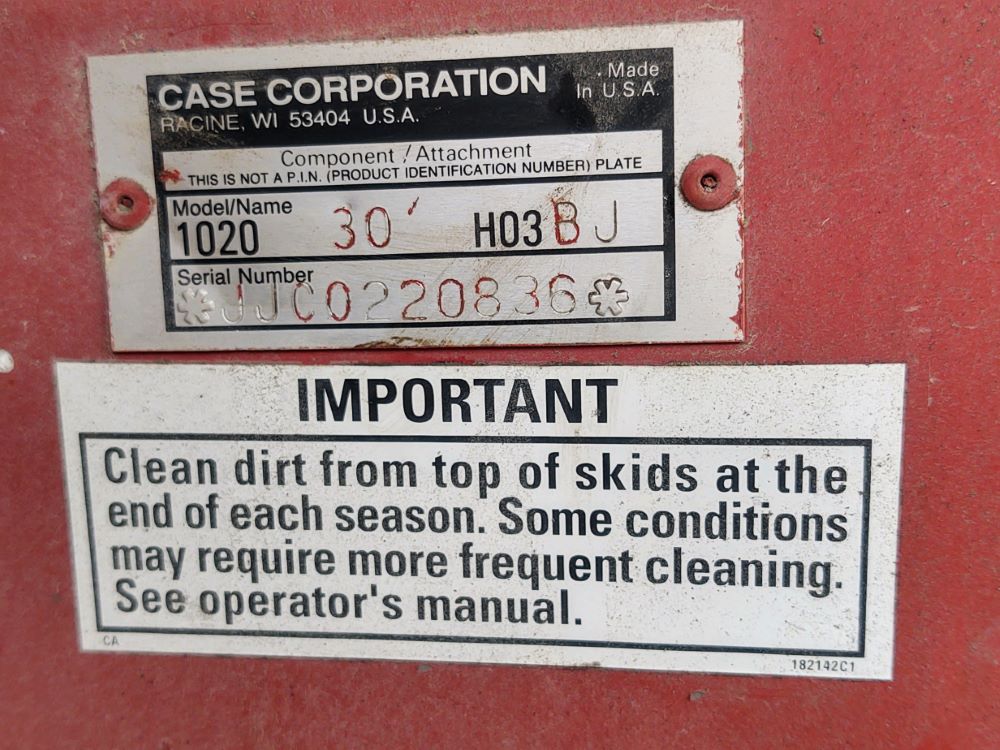 CASE CORPORATION
RACINE, WI 53404 U.S.A.
Made
In U.S.A.
Component / Attachment
THIS IS NOT A P.I.N. (PRODUCT IDENTIFICATION NUMBER) PLATE
Model/Name
1020 30' H03 BJ
Serial Number
*JJC0220836*
IMPORTANT
Clean dirt from top of skids at the
end of each season. Some conditions
may require more frequent cleaning.
See operator's manual.
CA
182142C1